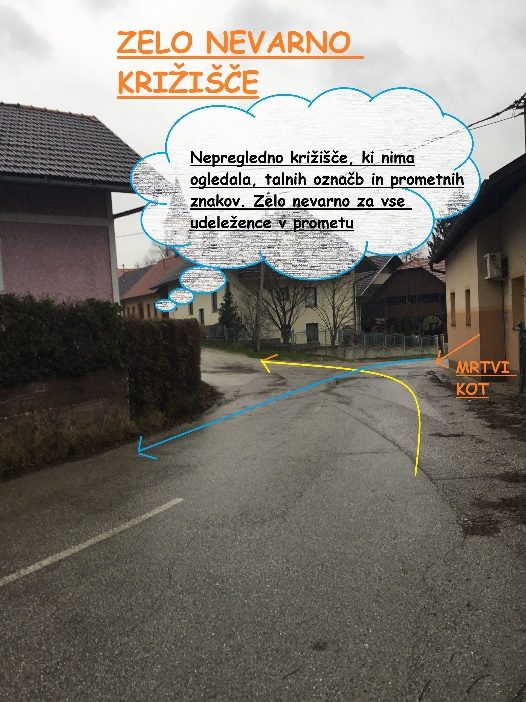 ZELO NEVARNO
KRIŽIŠČE
Nepregledno križišče, ki nima
ogledala, talnih označb in prometnih
znakov. Zelo nevarno za vse
udeležence v prometu
MRTVI
KOT